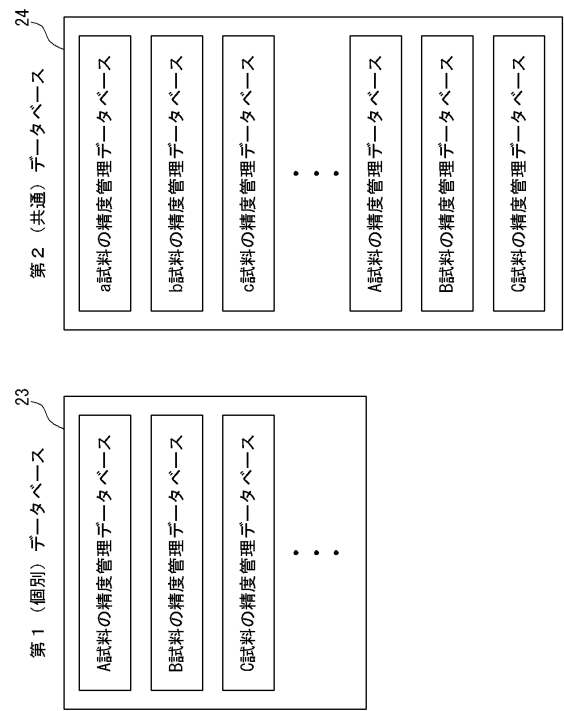 第１（個別）データベース
23
A試料の精度管理データベース
B試料の精度管理データベース
C試料の精度管理データベース
・・・
第２（共通）データベース
24
a試料の精度管理データベース
b試料の精度管理データベース
c試料の精度管理データベース
・・・
A試料の精度管理データベース
B試料の精度管理データベース
C試料の精度管理データベース